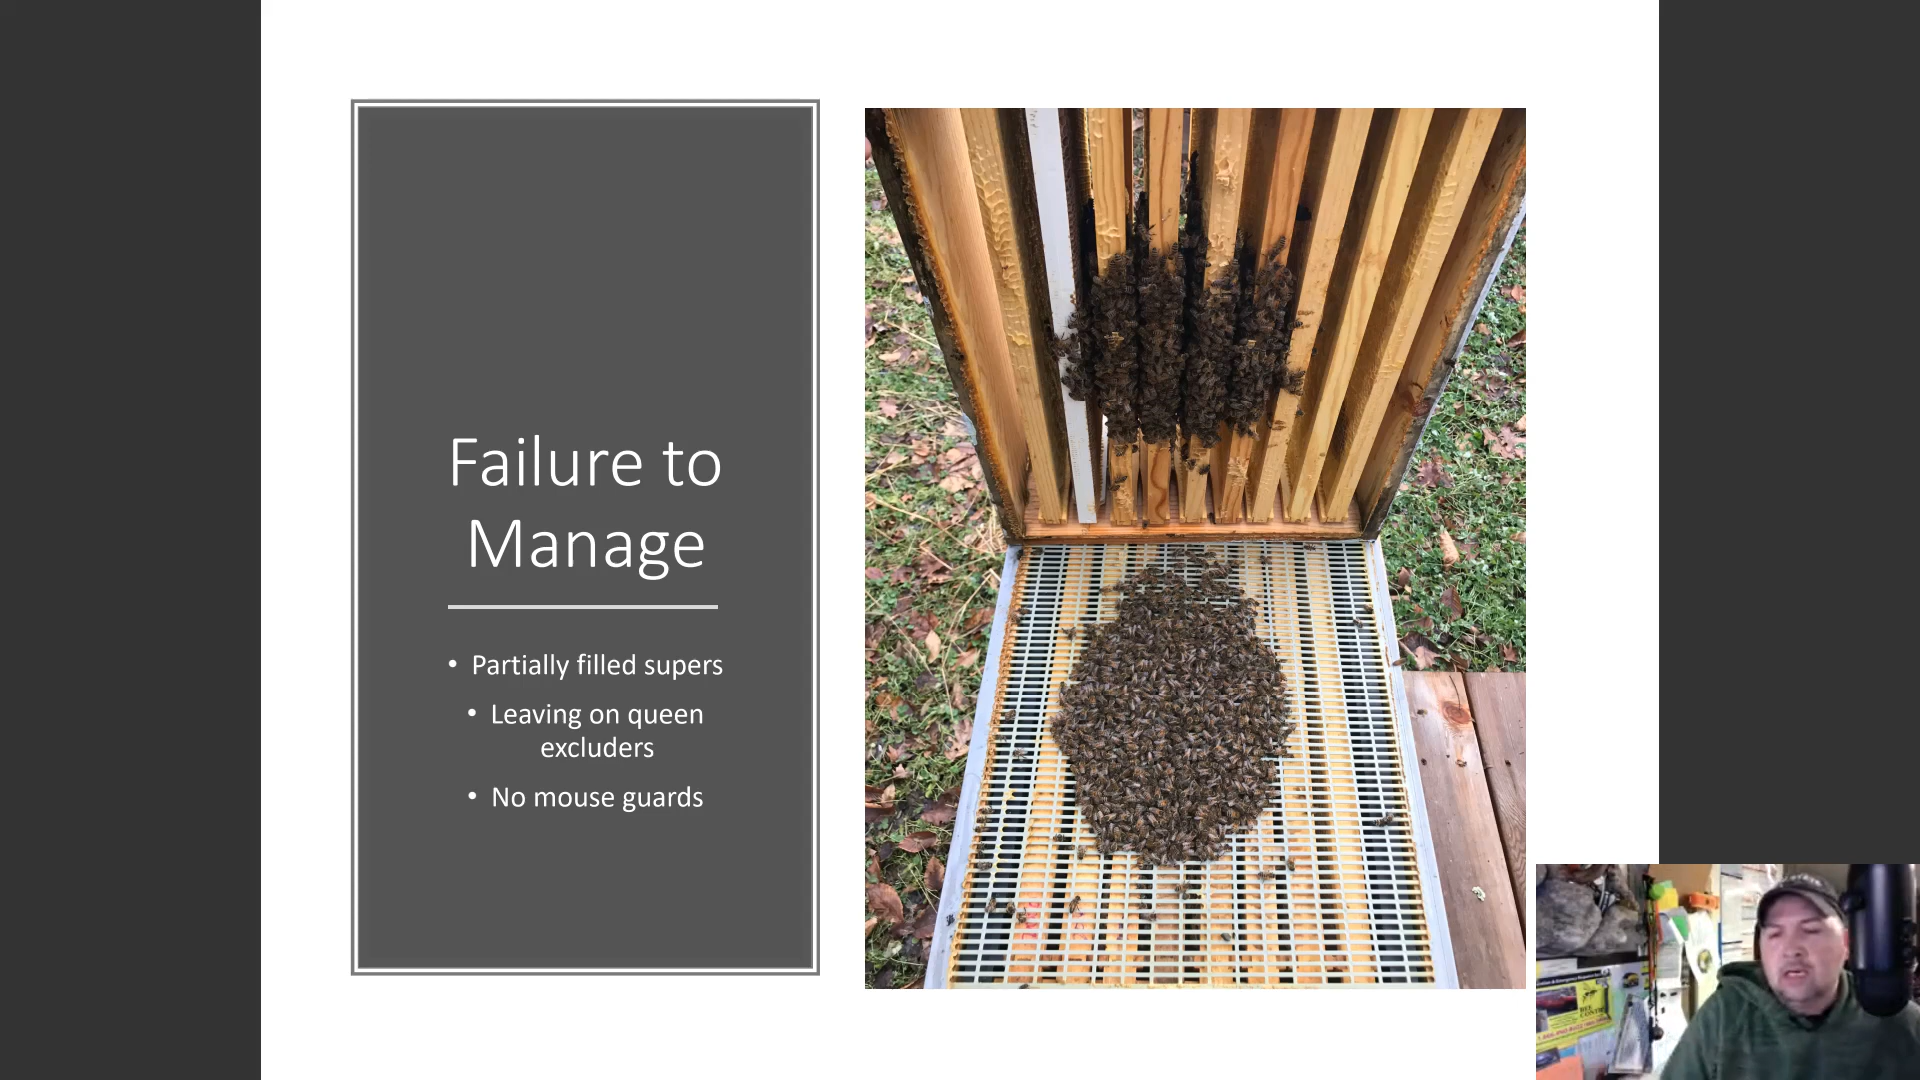 Failure to
Manage
• Partially filled supers
• Leaving on queen
excluders
• No mouse guards